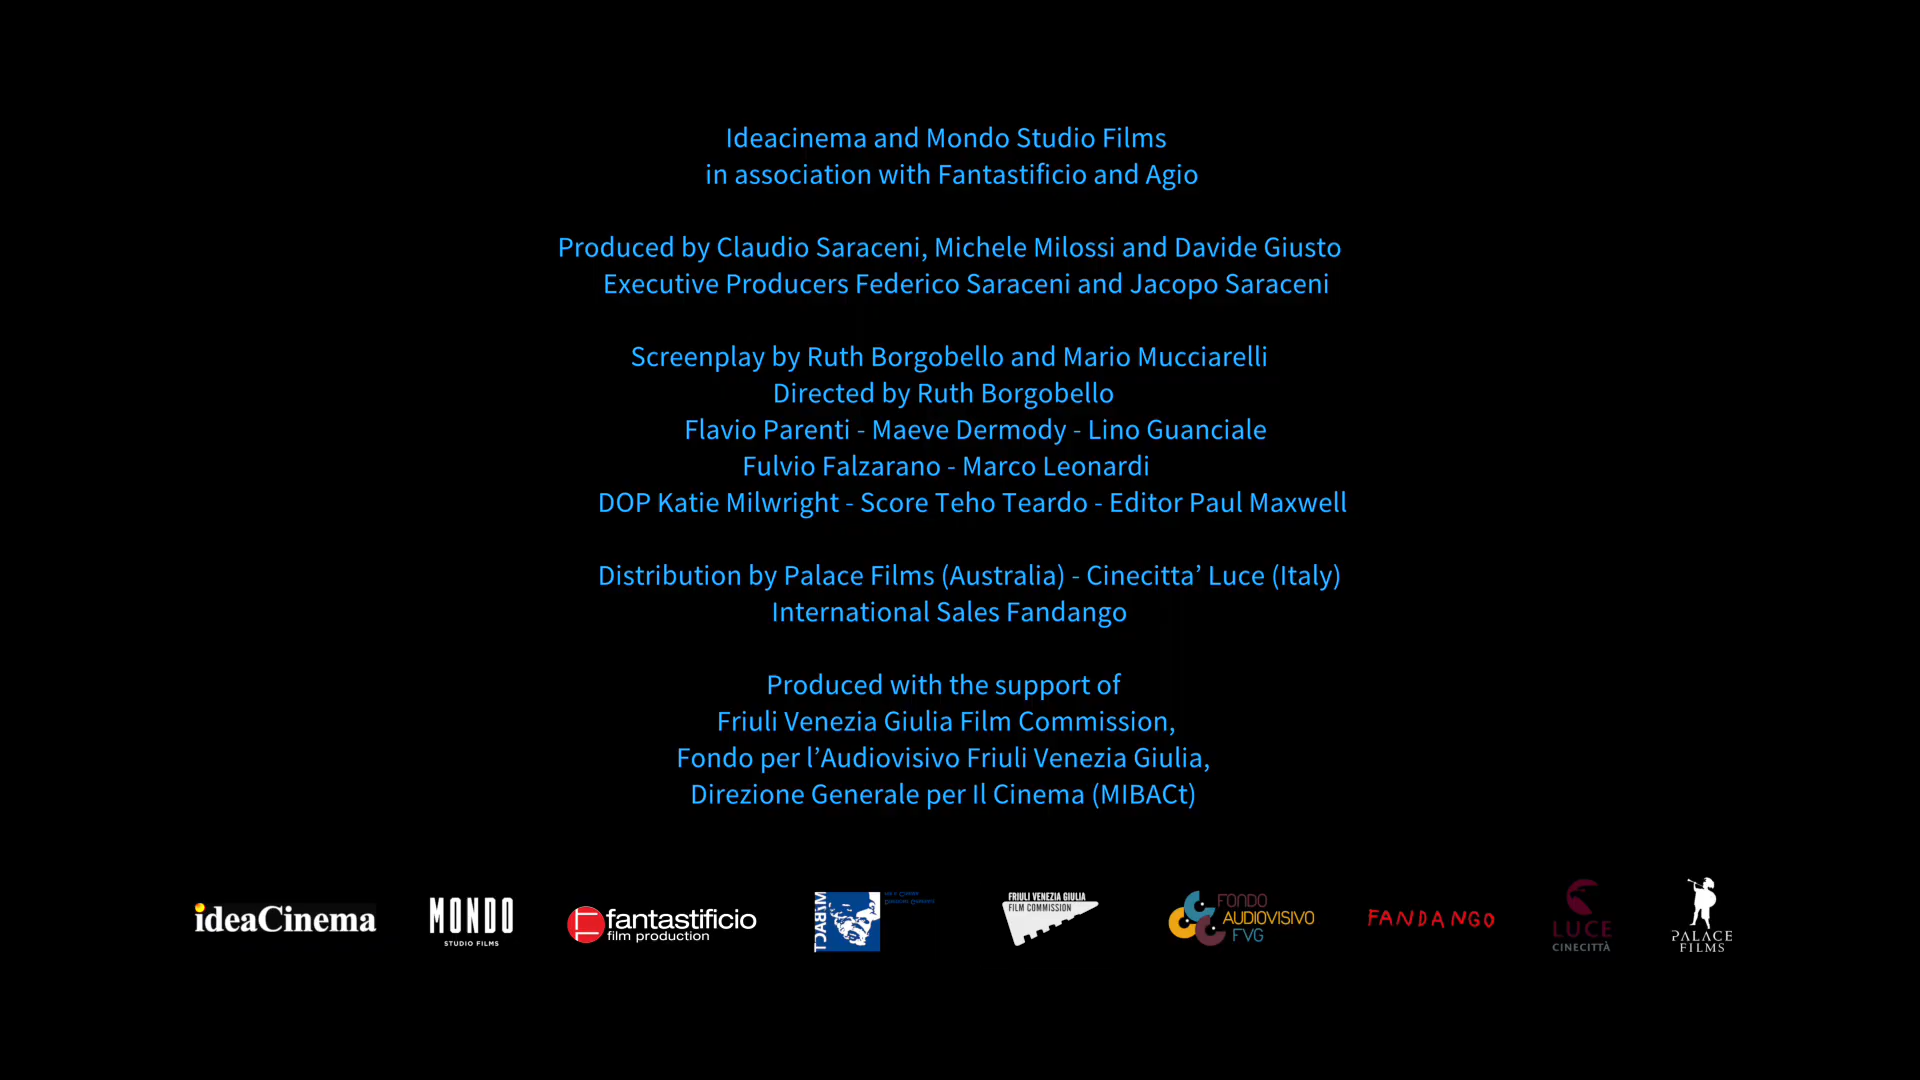 Ideacinema and Mondo Studio Films
in association with Fantastificio and Agio
Produced by Claudio Saraceni, Michele Milossi and Davide Giusto
Executive Producers Federico Saraceni and Jacopo Saraceni
Screenplay by Ruth Borgobello and Mario Mucciarelli
Directed by Ruth Borgobello
Flavio Parenti - Maeve Dermody - Lino Guanciale
Fulvio Falzarano - Marco Leonardi
DOP Katie Milwright - Score Teho Teardo - Editor Paul Maxwell
Distribution by Palace Films (Australia) - Cinecitta’ Luce (Italy)
International Sales Fandango
Produced with the support of
Friuli Venezia Giulia Film Commission,
Fondo per l’Audiovisivo Friuli Venezia Giulia,
Direzione Generale per Il Cinema (MIBACt)
ideaCinema
MONDO
STUDIO FILMS
fantastificio
film production
MiBACT
FRIULI VENEZIA GIULIA
FILM COMMISSION
FONDO
AUDIOVISIVO
FVG
FANDANGO
LUCE
CINECITTÀ
PALACE
FILMS